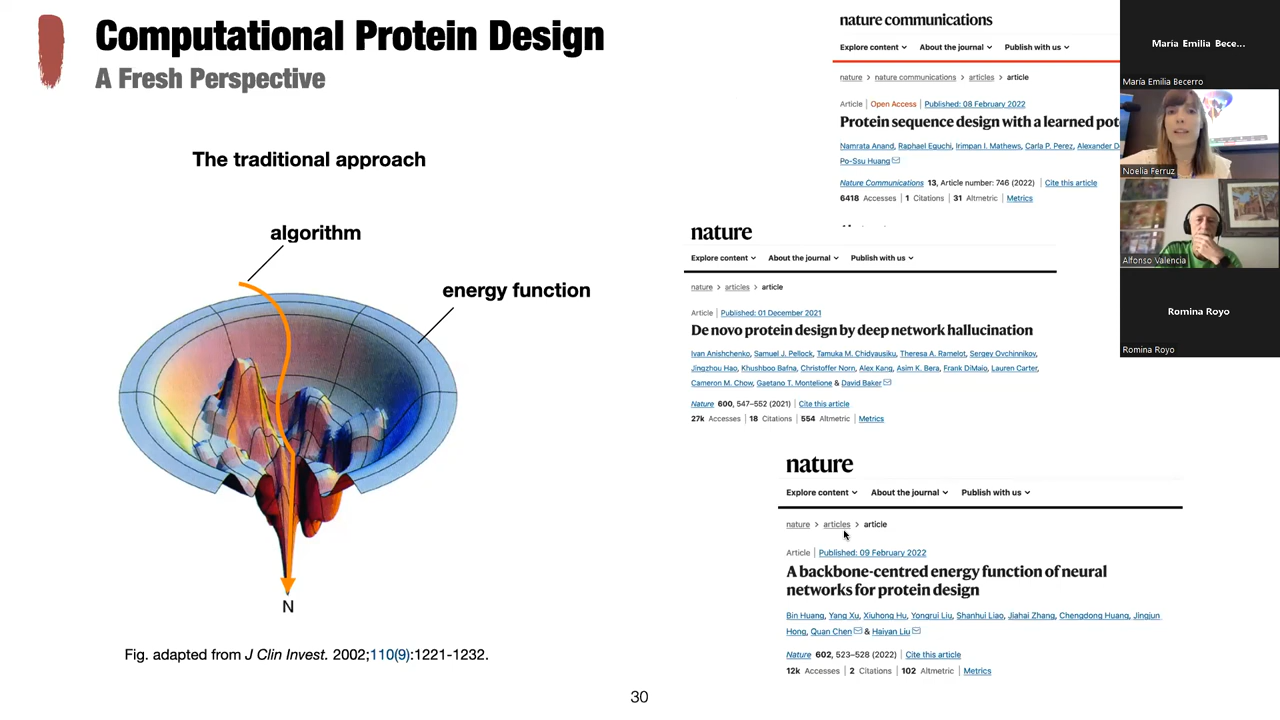 Computational Protein Design
A Fresh Perspective
The traditional approach
algorithm
energy function
N
Fig. adapted from J Clin Invest. 2002;110(9):1221-1232.
nature communications
Explore content About the journal Publish with us
nature > nature communications > articles > article
Article | Open Access | Published: 08 February 2022
Protein sequence design with a learned pot
Namrata Anand, Raphael Eguchi, Irimpan I. Mathews, Carla P. Perez, Alexander D
Po-Ssu Huang
Nature Communications 13, Article number: 746 (2022) | Cite this article
6418 Accesses | 1 Citations | 31 Altmetric | Metrics
nature
Explore content About the journal Publish with us
nature > articles > article
Article | Published: 01 December 2021
De novo protein design by deep network hallucination
Ivan Anishchenko, Samuel J. Pellock, Tamuka M. Chidyausiku, Theresa A. Ramelot, Sergey Ovchinnikov,
Jingzhou Hao, Khushboo Bafna, Christoffer Norn, Alex Kang, Asim K. Bera, Frank DiMaio, Lauren Carter,
Cameron M. Chow, Gaetano T. Montelione & David Baker
Nature 600, 547–552 (2021) | Cite this article
27k Accesses | 18 Citations | 554 Altmetric | Metrics
nature
Explore content About the journal Publish with us
nature > articles > article
Article | Published: 09 February 2022
A backbone-centred energy function of neural
networks for protein design
Bin Huang, Yang Xu, Xiuhong Hu, Yongrui Liu, Shanhui Liao, Jiahai Zhang, Chengdong Huang, Jingjun
Hong, Quan Chen & Haiyan Liu
Nature 602, 523–528 (2022) | Cite this article
12k Accesses | 2 Citations | 102 Altmetric | Metrics
30
María Emilia Bece...
María Emilia Becerro
Noelia Ferruz
Alfonso Valencia
Romina Royo
Romina Royo